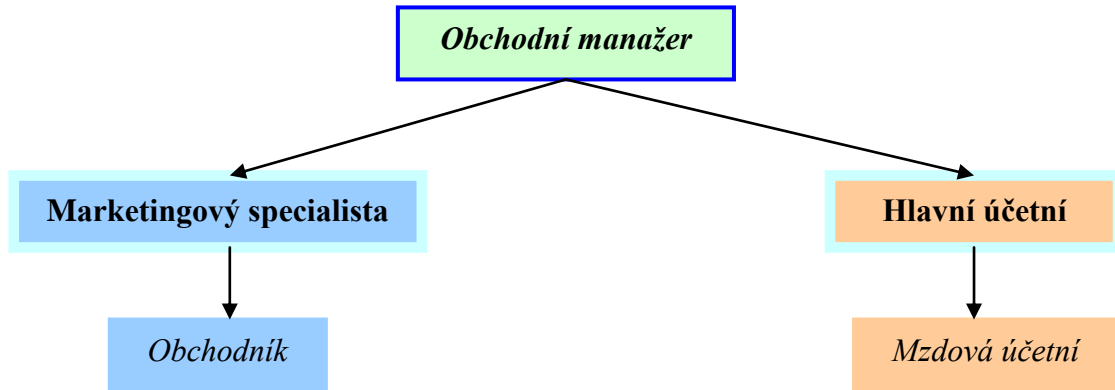 Obchodní manažer
Marketingový specialista
Hlavní účetní
Obchodník
Mzdová účetní